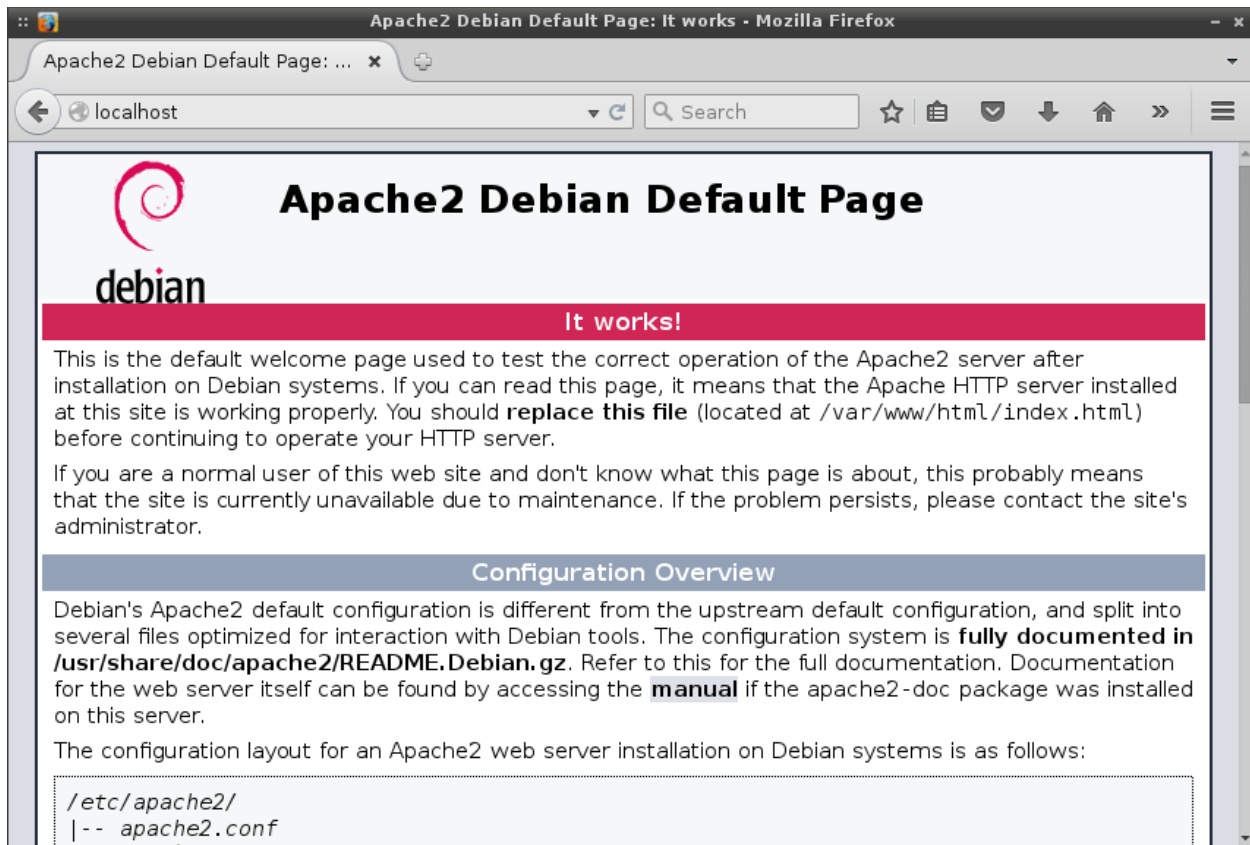 Apache2 Debian Default Page: It works - Mozilla Firefox
Apache2 Debian Default Page: ...
localhost
Search
debian
Apache2 Debian Default Page
It works!
This is the default welcome page used to test the correct operation of the Apache2 server after
installation on Debian systems. If you can read this page, it means that the Apache HTTP server installed
at this site is working properly. You should replace this file (located at /var/www/html/index.html)
before continuing to operate your HTTP server.
If you are a normal user of this web site and don't know what this page is about, this probably means
that the site is currently unavailable due to maintenance. If the problem persists, please contact the site's
administrator.
Configuration Overview
Debian's Apache2 default configuration is different from the upstream default configuration, and split into
several files optimized for interaction with Debian tools. The configuration system is fully documented in
/usr/share/doc/apache2/README.Debian.gz. Refer to this for the full documentation. Documentation
for the web server itself can be found by accessing the manual if the apache2-doc package was installed
on this server.
The configuration layout for an Apache2 web server installation on Debian systems is as follows:
/etc/apache2/
|-- apache2.conf